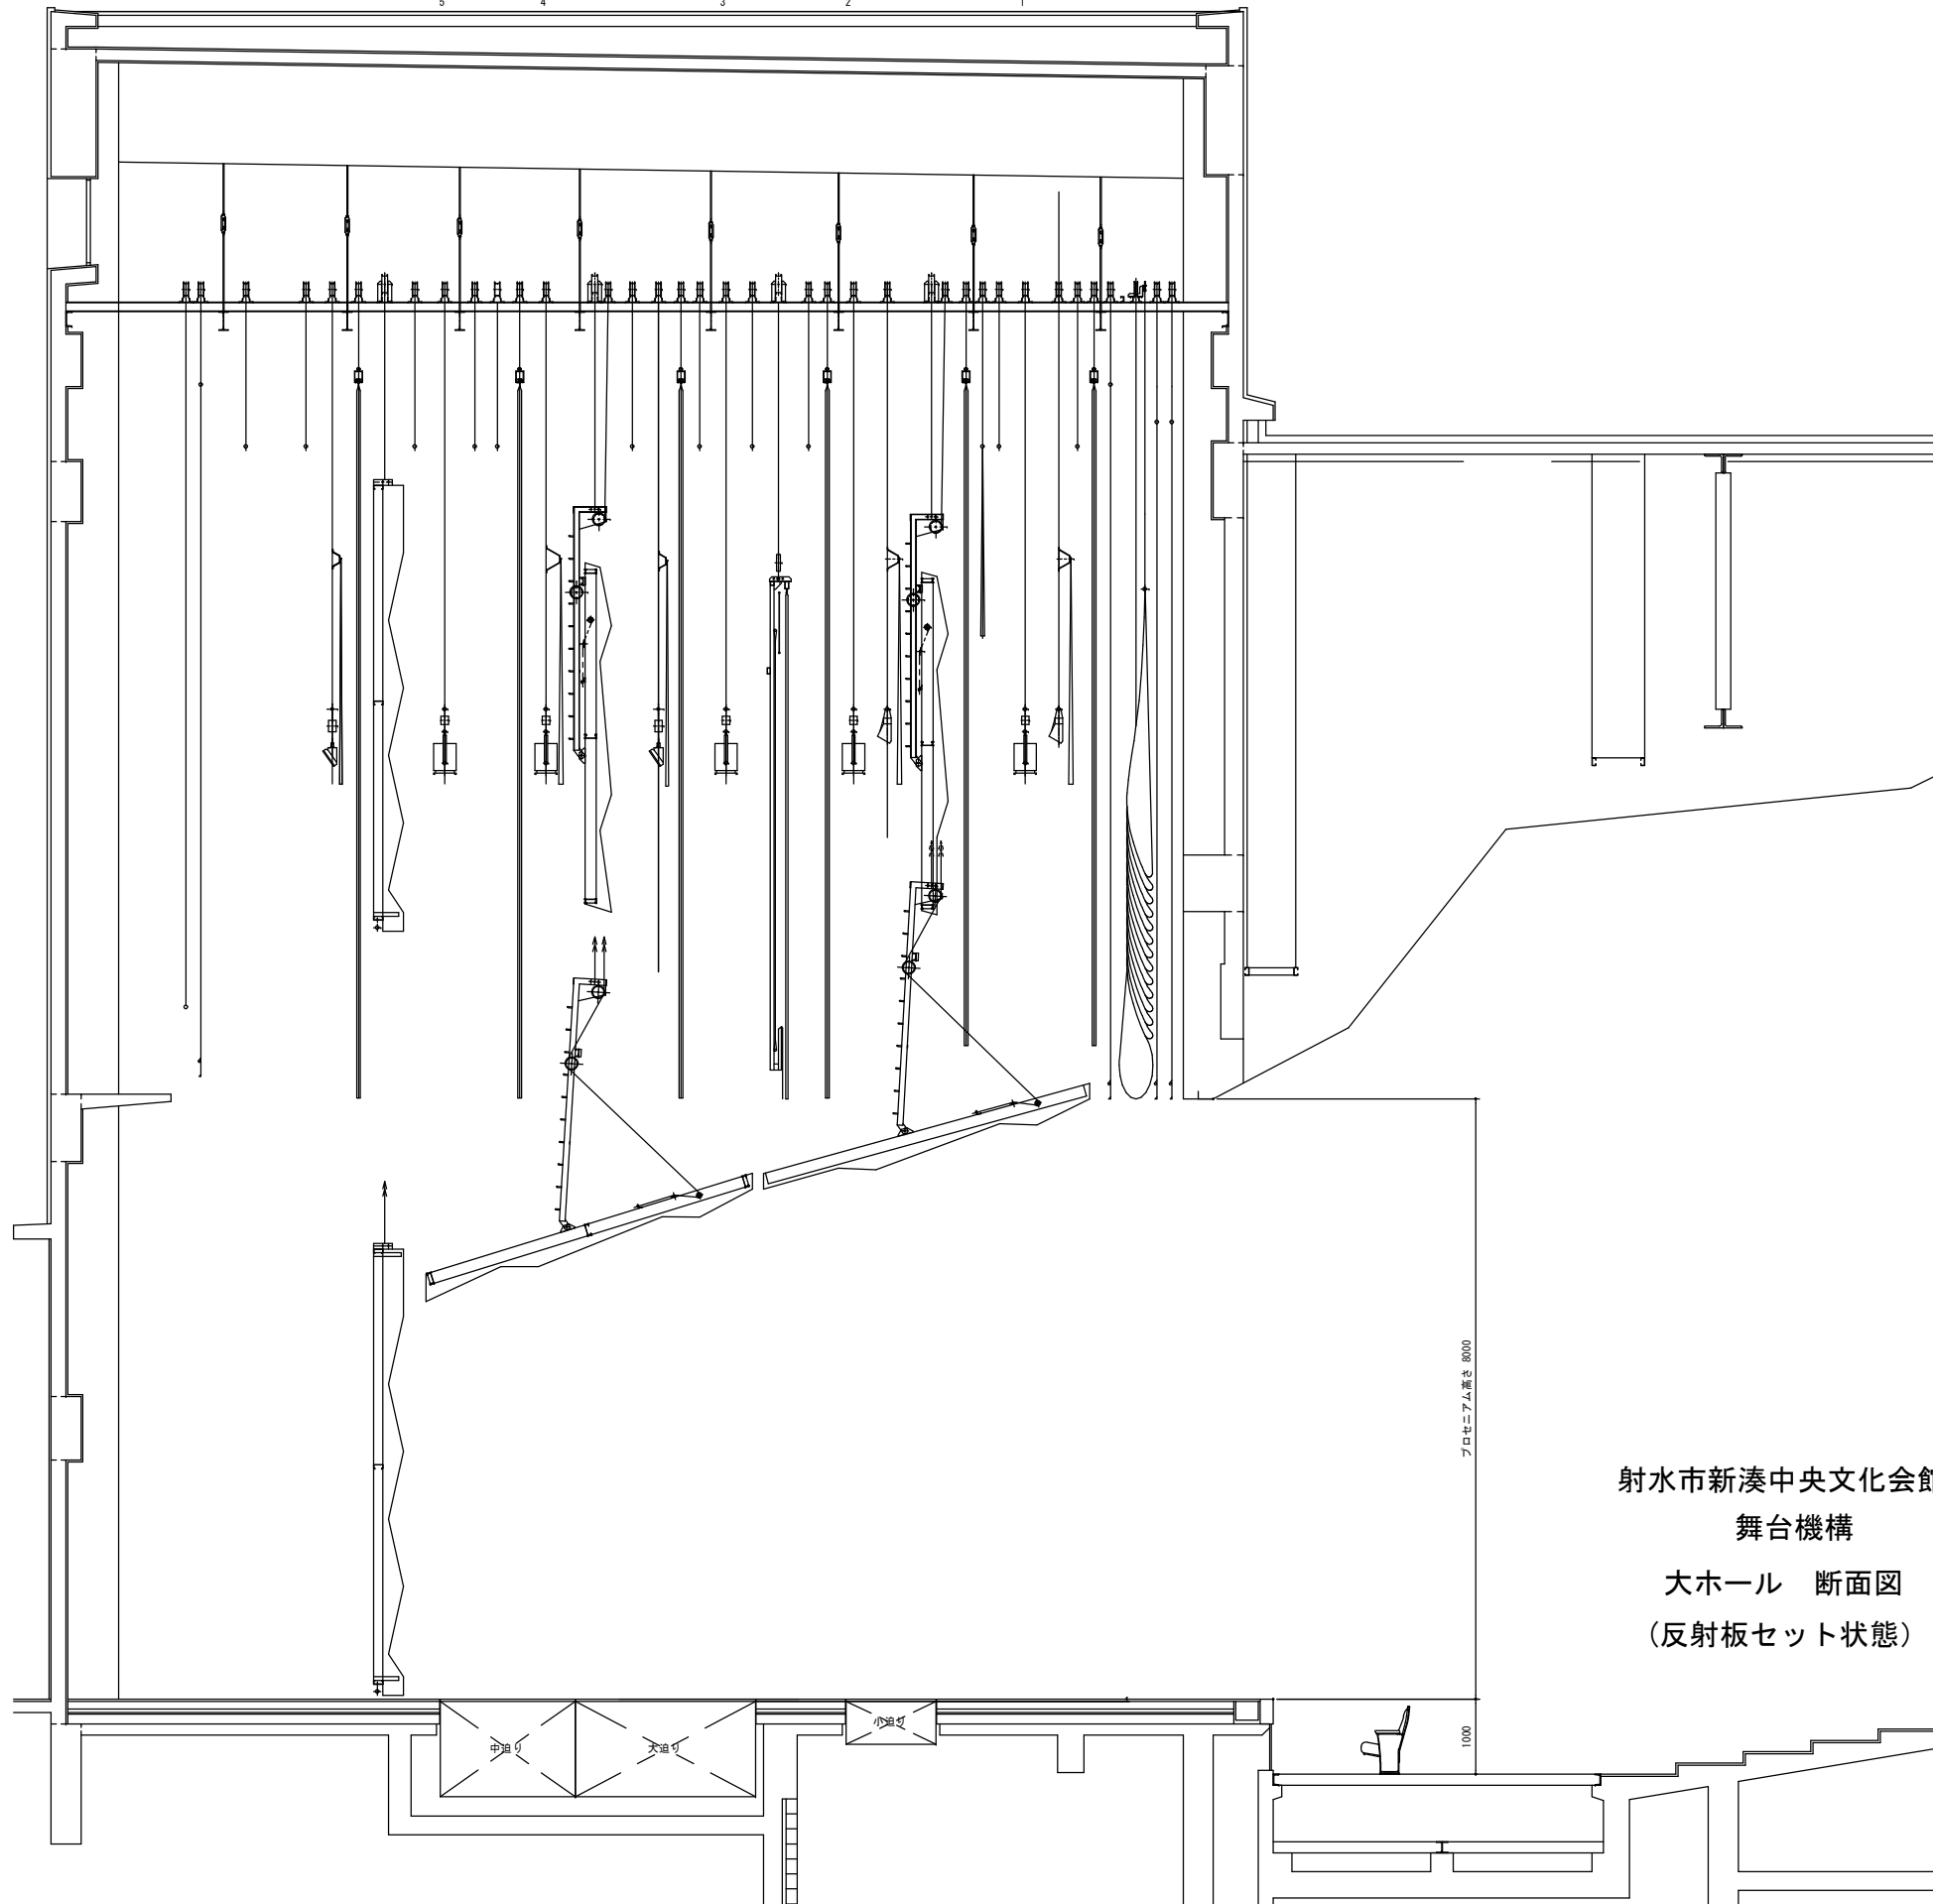 5 4 3 2 1
プロセニアム高さ 8000
射水市新湊中央文化会館
舞台機構
大ホール 断面図
（反射板セット状態）
中迫り 大迫り 小迫り
1000